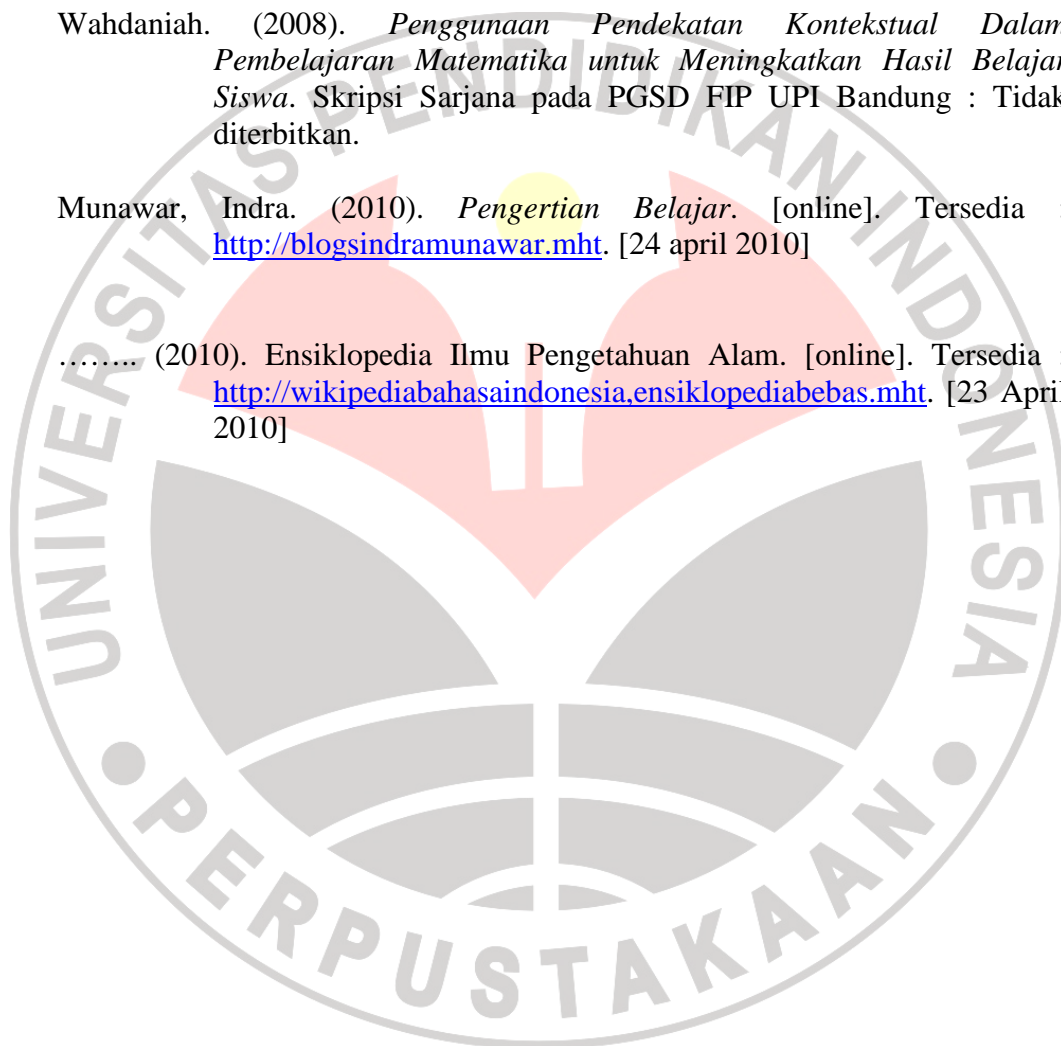 Wahdaniah. (2008). Penggunaan Pendekatan Kontekstual Dalam
Pembelajaran Matematika untuk Meningkatkan Hasil Belajar
Siswa. Skripsi Sarjana pada PGSD FIP UPI Bandung : Tidak
diterbitkan.
Munawar, Indra. (2010). Pengertian Belajar. [online]. Tersedia :
http://blogsindramunawar.mht. [24 april 2010]
…….. (2010). Ensiklopedia Ilmu Pengetahuan Alam. [online]. Tersedia :
http://wikipediabahasaindonesia,ensiklopediabebas.mht. [23 April
2010]
UNIVERSITAS PENDIDIKAN INDONESIA
PERPUSTAKAAN